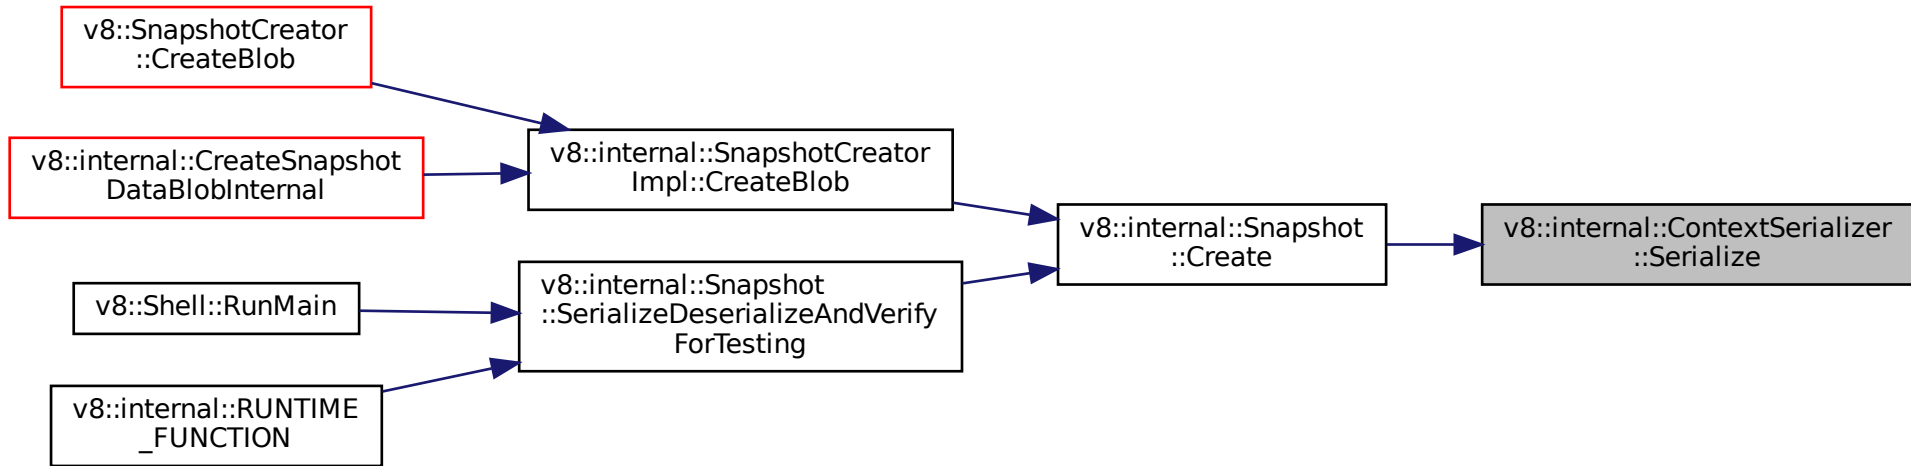 v8::SnapshotCreator
::CreateBlob
v8::internal::CreateSnapshot
DataBlobInternal
v8::internal::SnapshotCreator
Impl::CreateBlob
v8::internal::Snapshot
::Create
v8::internal::ContextSerializer
::Serialize
v8::Shell::RunMain
v8::internal::Snapshot
::SerializeDeserializeAndVerify
ForTesting
v8::internal::RUNTIME
_FUNCTION